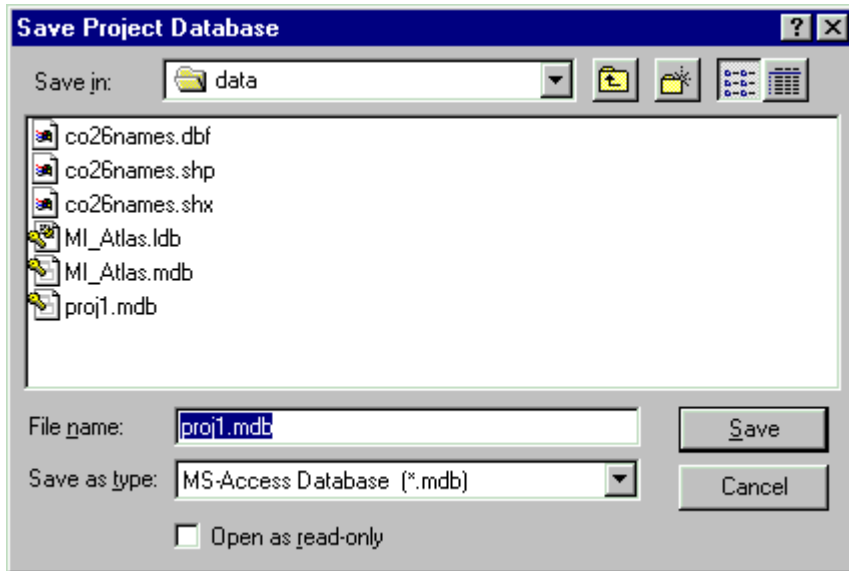 Save Project Database
Save in: data
co26names.dbf
co26names.shp
co26names.shx
MI_Atlas.ldb
MI_Atlas.mdb
proj1.mdb
File name: proj1.mdb Save
Save as type: MS-Access Database (*.mdb) Cancel
Open as read-only